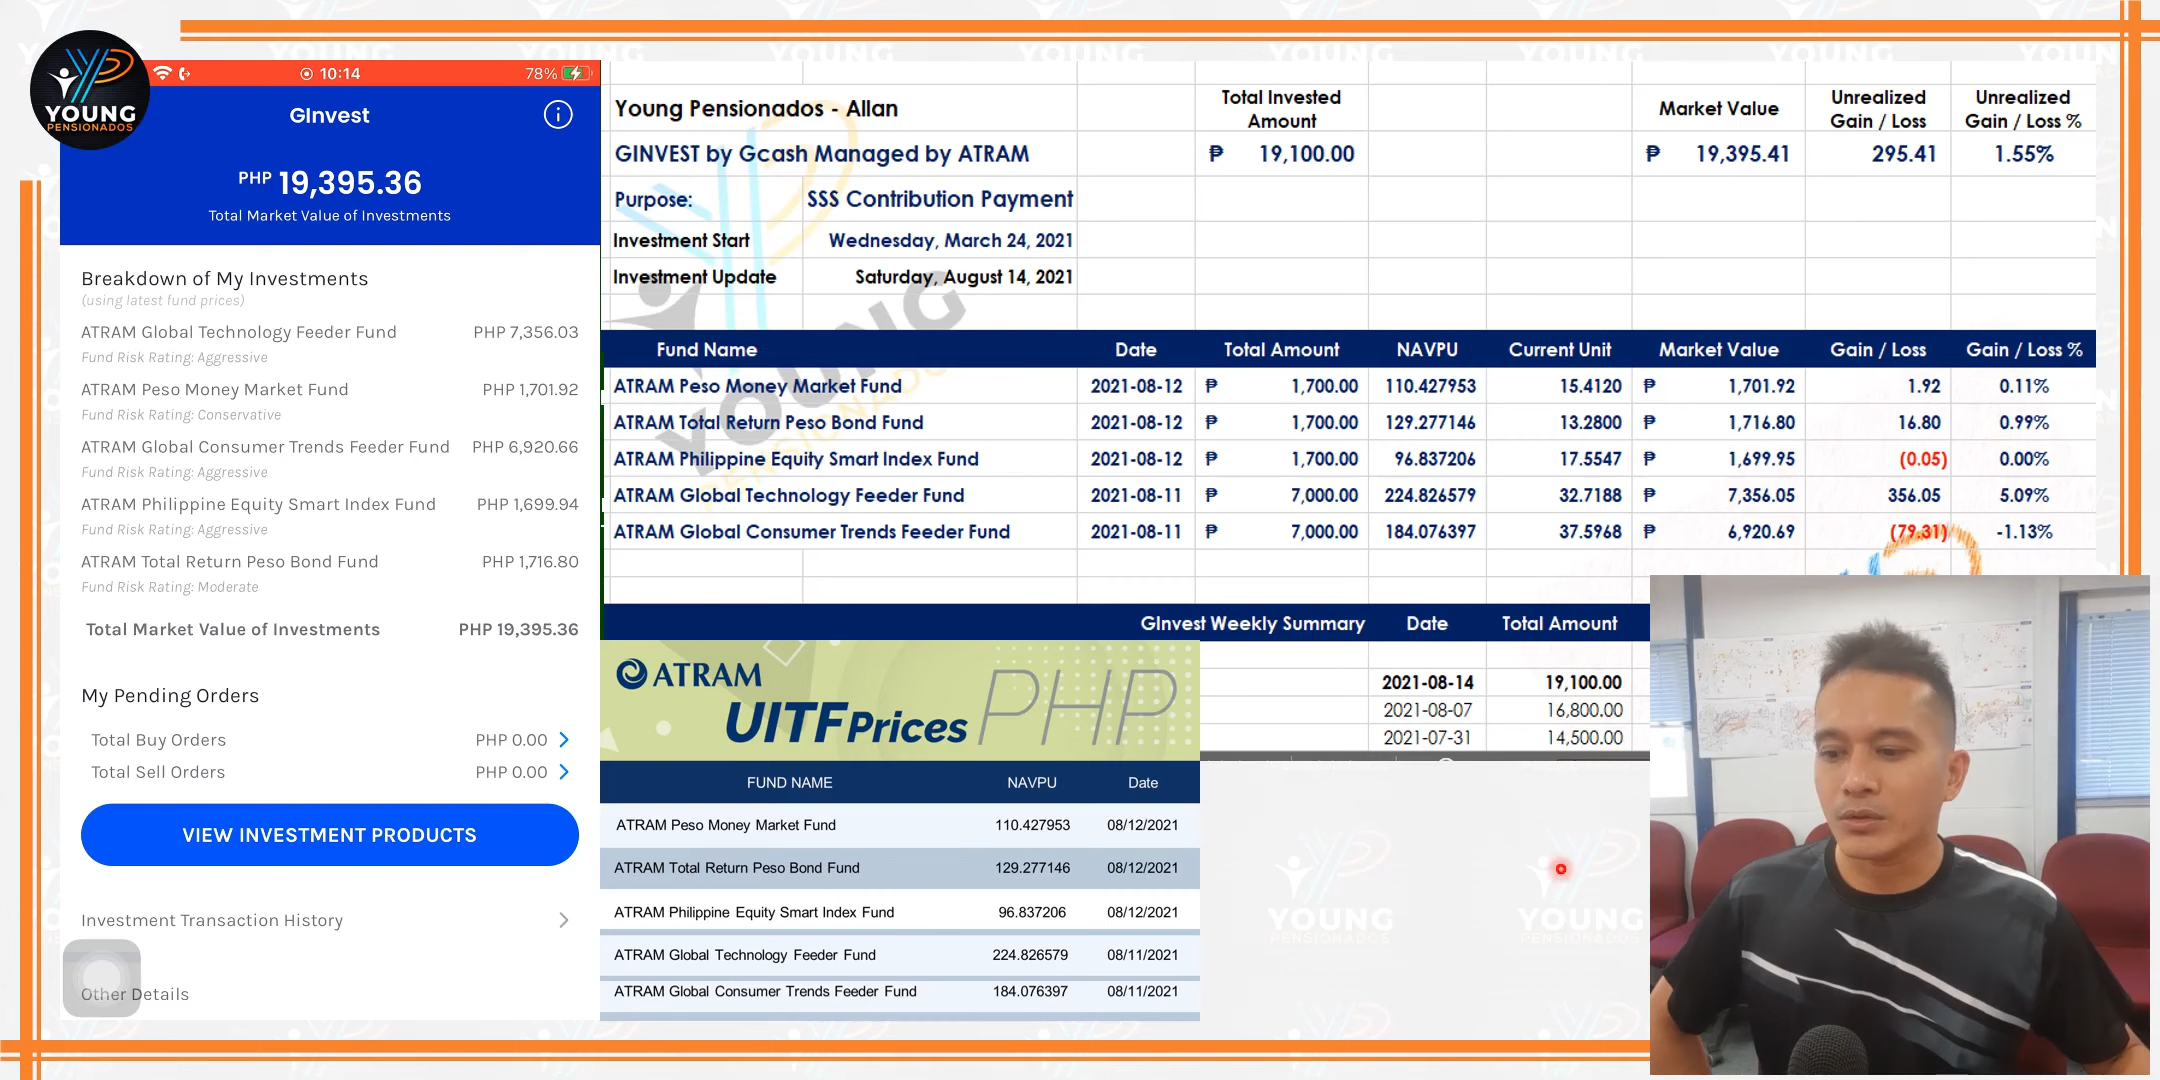 YOUNG
PENSIONADOS
10:14
78%
GInvest
PHP 19,395.36
Total Market Value of Investments
Breakdown of My Investments
(using latest fund prices)
ATRAM Global Technology Feeder Fund PHP 7,356.03
Fund Risk Rating: Aggressive
ATRAM Peso Money Market Fund PHP 1,701.92
Fund Risk Rating: Conservative
ATRAM Global Consumer Trends Feeder Fund PHP 6,920.66
Fund Risk Rating: Aggressive
ATRAM Philippine Equity Smart Index Fund PHP 1,699.94
Fund Risk Rating: Aggressive
ATRAM Total Return Peso Bond Fund PHP 1,716.80
Fund Risk Rating: Moderate
Total Market Value of Investments PHP 19,395.36
My Pending Orders
Total Buy Orders PHP 0.00
Total Sell Orders PHP 0.00
VIEW INVESTMENT PRODUCTS
Investment Transaction History
Other Details
Young Pensionados - Allan Total Invested Amount Market Value Unrealized Gain / Loss Unrealized Gain / Loss %
GINVEST by Gcash Managed by ATRAM ₱ 19,100.00 ₱ 19,395.41 295.41 1.55%
Purpose: SSS Contribution Payment
Investment Start Wednesday, March 24, 2021
Investment Update Saturday, August 14, 2021
Fund Name Date Total Amount NAVPU Current Unit Market Value Gain / Loss Gain / Loss %
ATRAM Peso Money Market Fund 2021-08-12 ₱ 1,700.00 110.427953 15.4120 ₱ 1,701.92 1.92 0.11%
ATRAM Total Return Peso Bond Fund 2021-08-12 ₱ 1,700.00 129.277146 13.2800 ₱ 1,716.80 16.80 0.99%
ATRAM Philippine Equity Smart Index Fund 2021-08-12 ₱ 1,700.00 96.837206 17.5547 ₱ 1,699.95 (0.05) 0.00%
ATRAM Global Technology Feeder Fund 2021-08-11 ₱ 7,000.00 224.826579 32.7188 ₱ 7,356.05 356.05 5.09%
ATRAM Global Consumer Trends Feeder Fund 2021-08-11 ₱ 7,000.00 184.076397 37.5968 ₱ 6,920.69 (79.31) -1.13%
YOUNG
PENSIONADOS
GInvest Weekly Summary Date Total Amount
2021-08-14 19,100.00
2021-08-07 16,800.00
2021-07-31 14,500.00
ATRAM
UITF Prices PHP
FUND NAME NAVPU Date
ATRAM Peso Money Market Fund 110.427953 08/12/2021
ATRAM Total Return Peso Bond Fund 129.277146 08/12/2021
ATRAM Philippine Equity Smart Index Fund 96.837206 08/12/2021
ATRAM Global Technology Feeder Fund 224.826579 08/11/2021
ATRAM Global Consumer Trends Feeder Fund 184.076397 08/11/2021
YOUNG
PENSIONADOS
YOUNG
PENSIONADOS